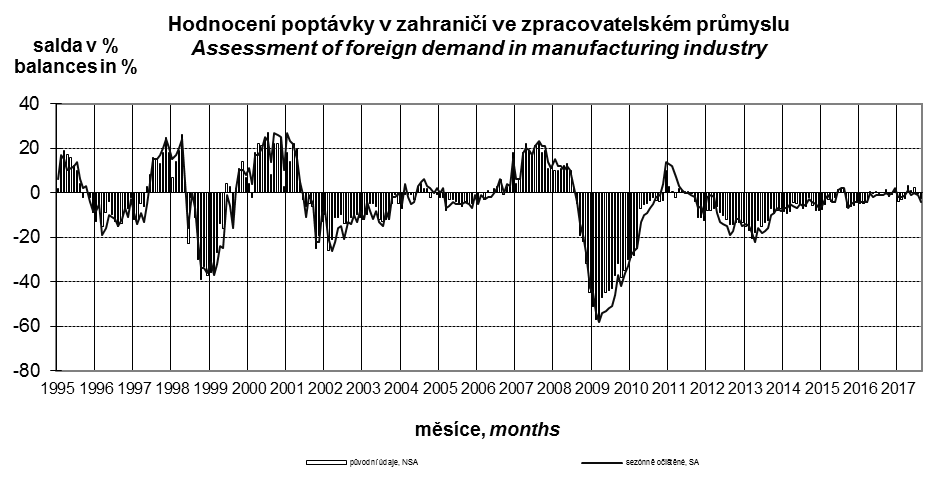 Hodnocení poptávky v zahraničí ve zpracovatelském průmyslu
Assessment of foreign demand in manufacturing industry
salda v %
balances in %
40
20
0
-20
-40
-60
-80
1995 1996 1997 1998 1999 2000 2001 2002 2003 2004 2005 2006 2007 2008 2009 2010 2011 2012 2013 2014 2015 2016 2017
měsíce, months
původní údaje, NSA
sezónně očištěné, SA